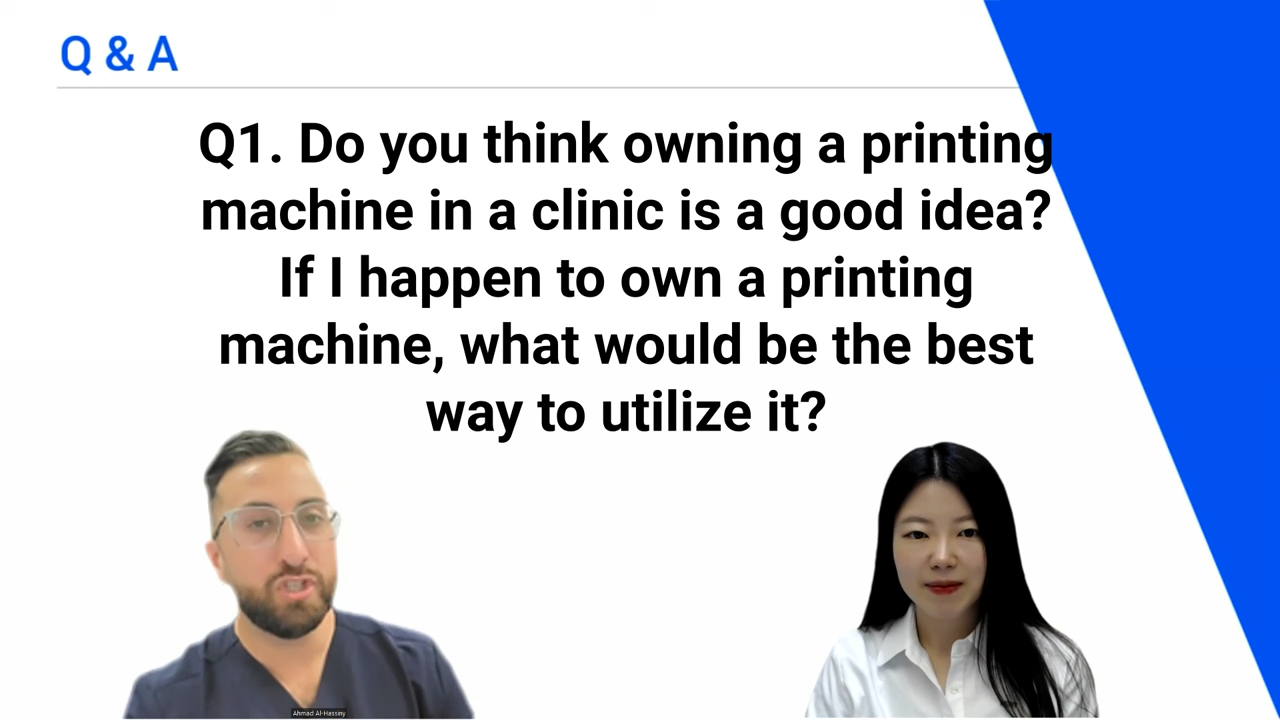 Q & A
Q1. Do you think owning a printing
machine in a clinic is a good idea?
If I happen to own a printing
machine, what would be the best
way to utilize it?
Ahmad Al-Hassiny